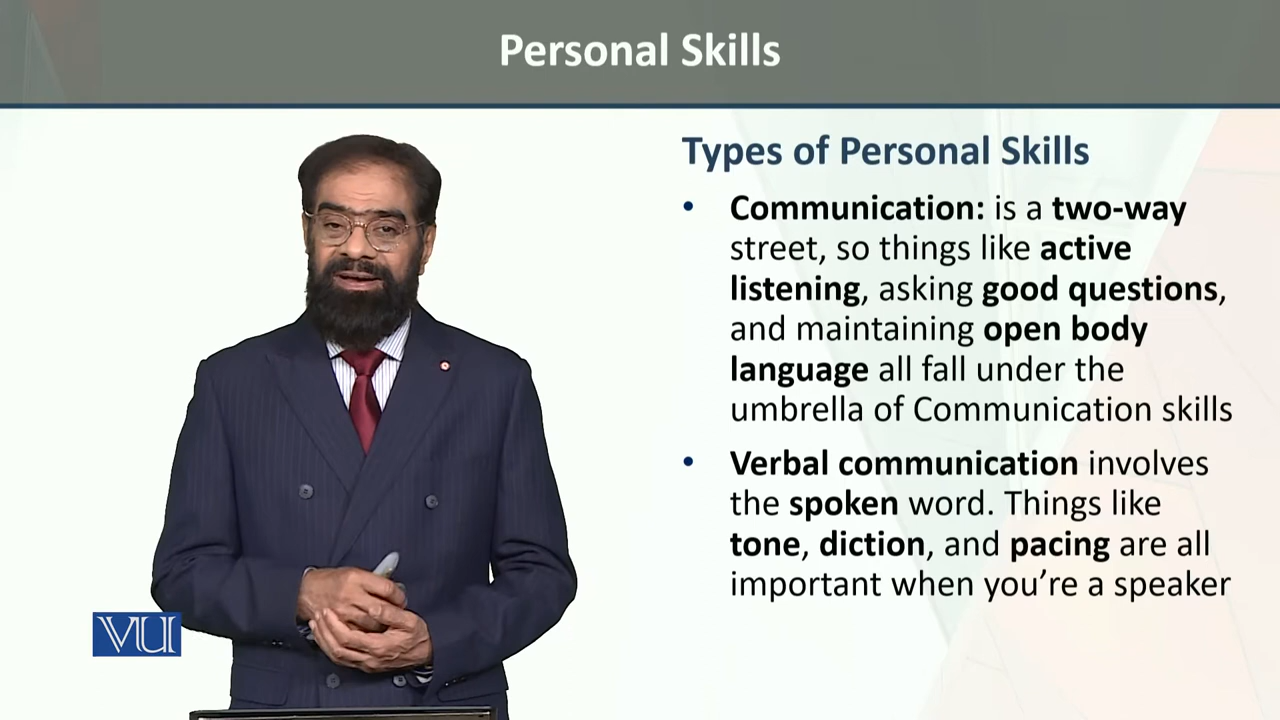 Personal Skills
Types of Personal Skills
• Communication: is a two-way
street, so things like active
listening, asking good questions,
and maintaining open body
language all fall under the
umbrella of Communication skills
• Verbal communication involves
the spoken word. Things like
tone, diction, and pacing are all
important when you’re a speaker
VU